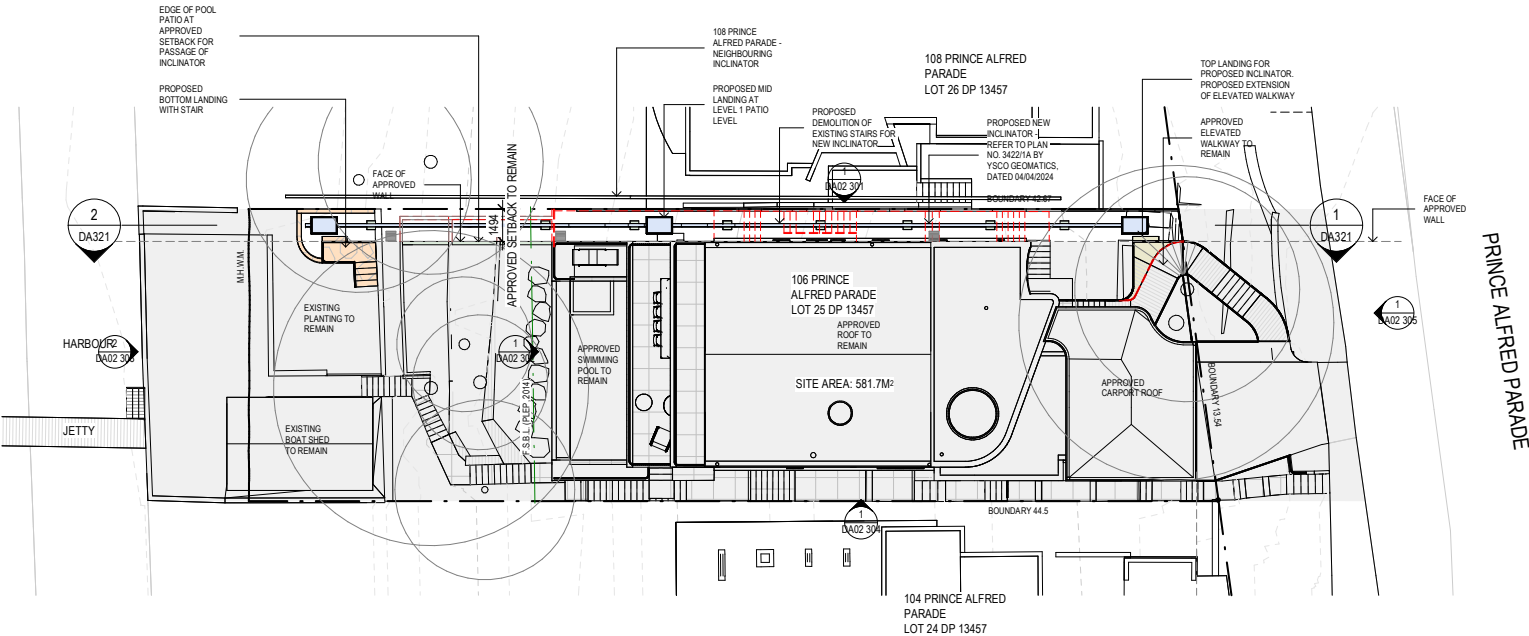 EDGE OF POOL
PATIO AT
APPROVED
SETBACK FOR
PASSAGE OF
INCLINATOR
PROPOSED
BOTTOM LANDING
WITH STAIR
108 PRINCE
ALFRED PARADE -
NEIGHBOURING
INCLINATOR
PROPOSED MID
LANDING AT
LEVEL 1 PATIO
LEVEL
108 PRINCE ALFRED
PARADE
LOT 26 DP 13457
PROPOSED
DEMOLITION OF
EXISTING STAIRS FOR
NEW INCLINATOR
PROPOSED NEW
INCLINATOR -
REFER TO PLAN
NO. 3422/1A BY
YSCO GEOMATICS,
DATED 04/04/2024
TOP LANDING FOR
PROPOSED INCLINATOR.
PROPOSED EXTENSION
OF ELEVATED WALKWAY
APPROVED
ELEVATED
WALKWAY TO
REMAIN
FACE OF
APPROVED
WALL
FACE OF
APPROVED
WALL
1
DA02 301
BOUNDARY 42.67
2
DA321
1
DA321
1494
APPROVED SETBACK TO REMAIN
M.H.W.M.
PRINCE ALFRED PARADE
106 PRINCE
ALFRED PARADE
LOT 25 DP 13457
APPROVED
ROOF TO
REMAIN
SITE AREA: 581.7M²
EXISTING
PLANTING TO
REMAIN
HARBOUR
2
DA02 303
1
DA02 302
1
DA02 305
APPROVED
SWIMMING
POOL TO
REMAIN
F.S.B.L (PLEP, 2014)
APPROVED
CARPORT ROOF
BOUNDARY 13.54
JETTY
EXISTING
BOAT SHED
TO REMAIN
1
DA02 304
BOUNDARY 44.5
104 PRINCE ALFRED
PARADE
LOT 24 DP 13457